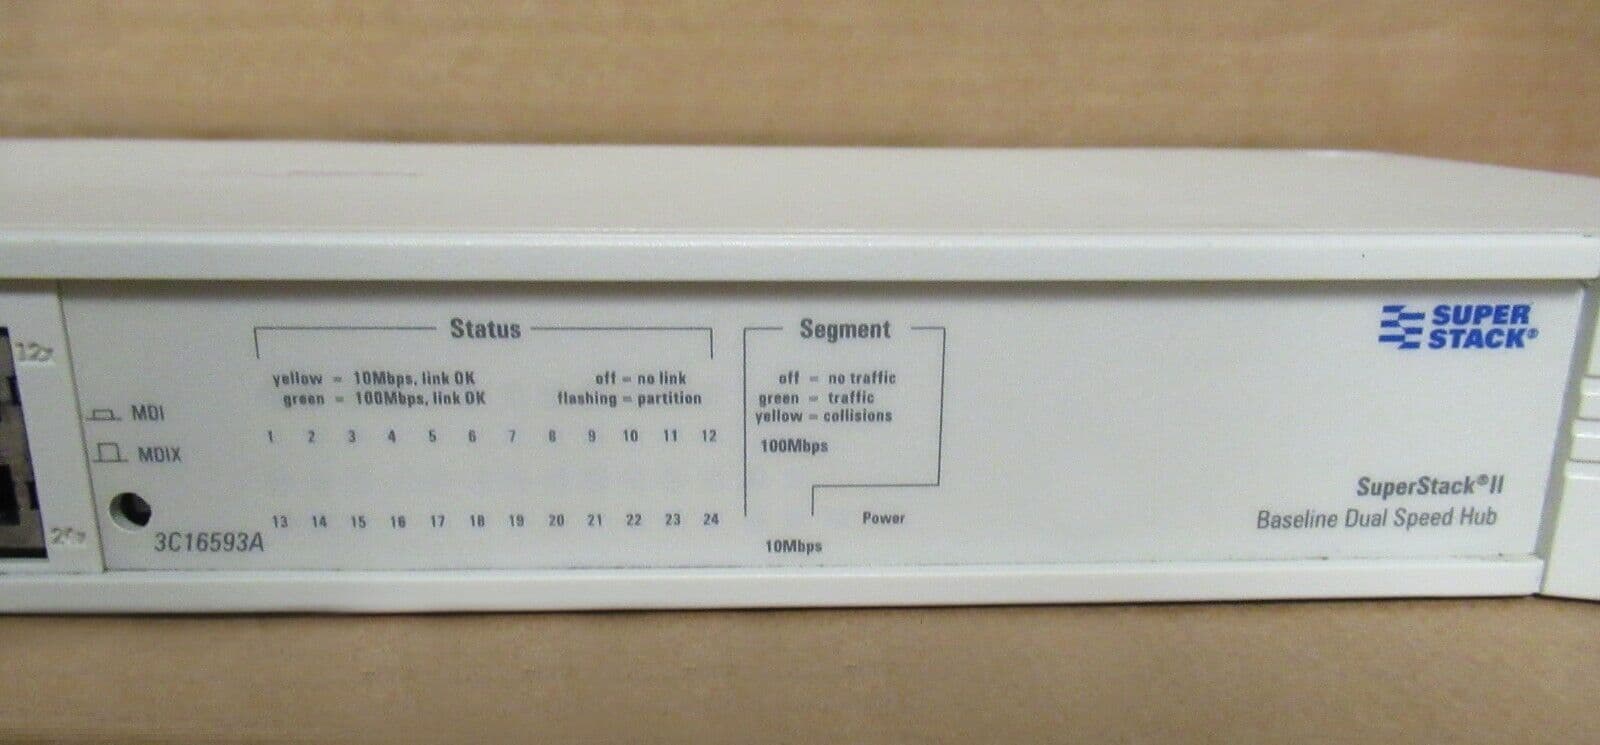 12x
MDI
MDIX
3C16593A
Status
yellow = 10Mbps, link OK
green = 100Mbps, link OK
off = no link
flashing = partition
1 2 3 4 5 6 7 8 9 10 11 12
13 14 15 16 17 18 19 20 21 22 23 24
Segment
off = no traffic
green = traffic
yellow = collisions
100Mbps
Power
10Mbps
SUPER
STACK®
SuperStack® II
Baseline Dual Speed Hub